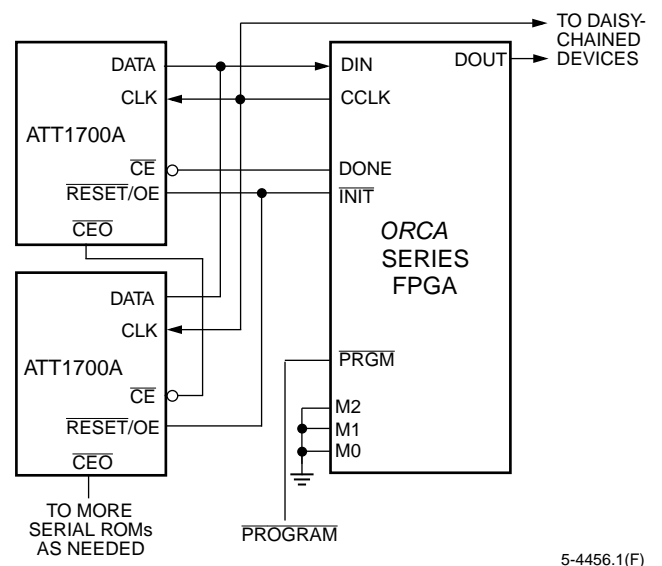 TO DAISY-
CHAINED
DEVICES
DATA
CLK
ATT1700A
CE
RESET/OE
CEO
DIN
DOUT
CCLK
DONE
INIT
ORCA
SERIES
FPGA
PRGM
M2
M1
M0
DATA
CLK
ATT1700A
CE
RESET/OE
CEO
TO MORE
SERIAL ROMs
AS NEEDED
PROGRAM
5-4456.1(F)